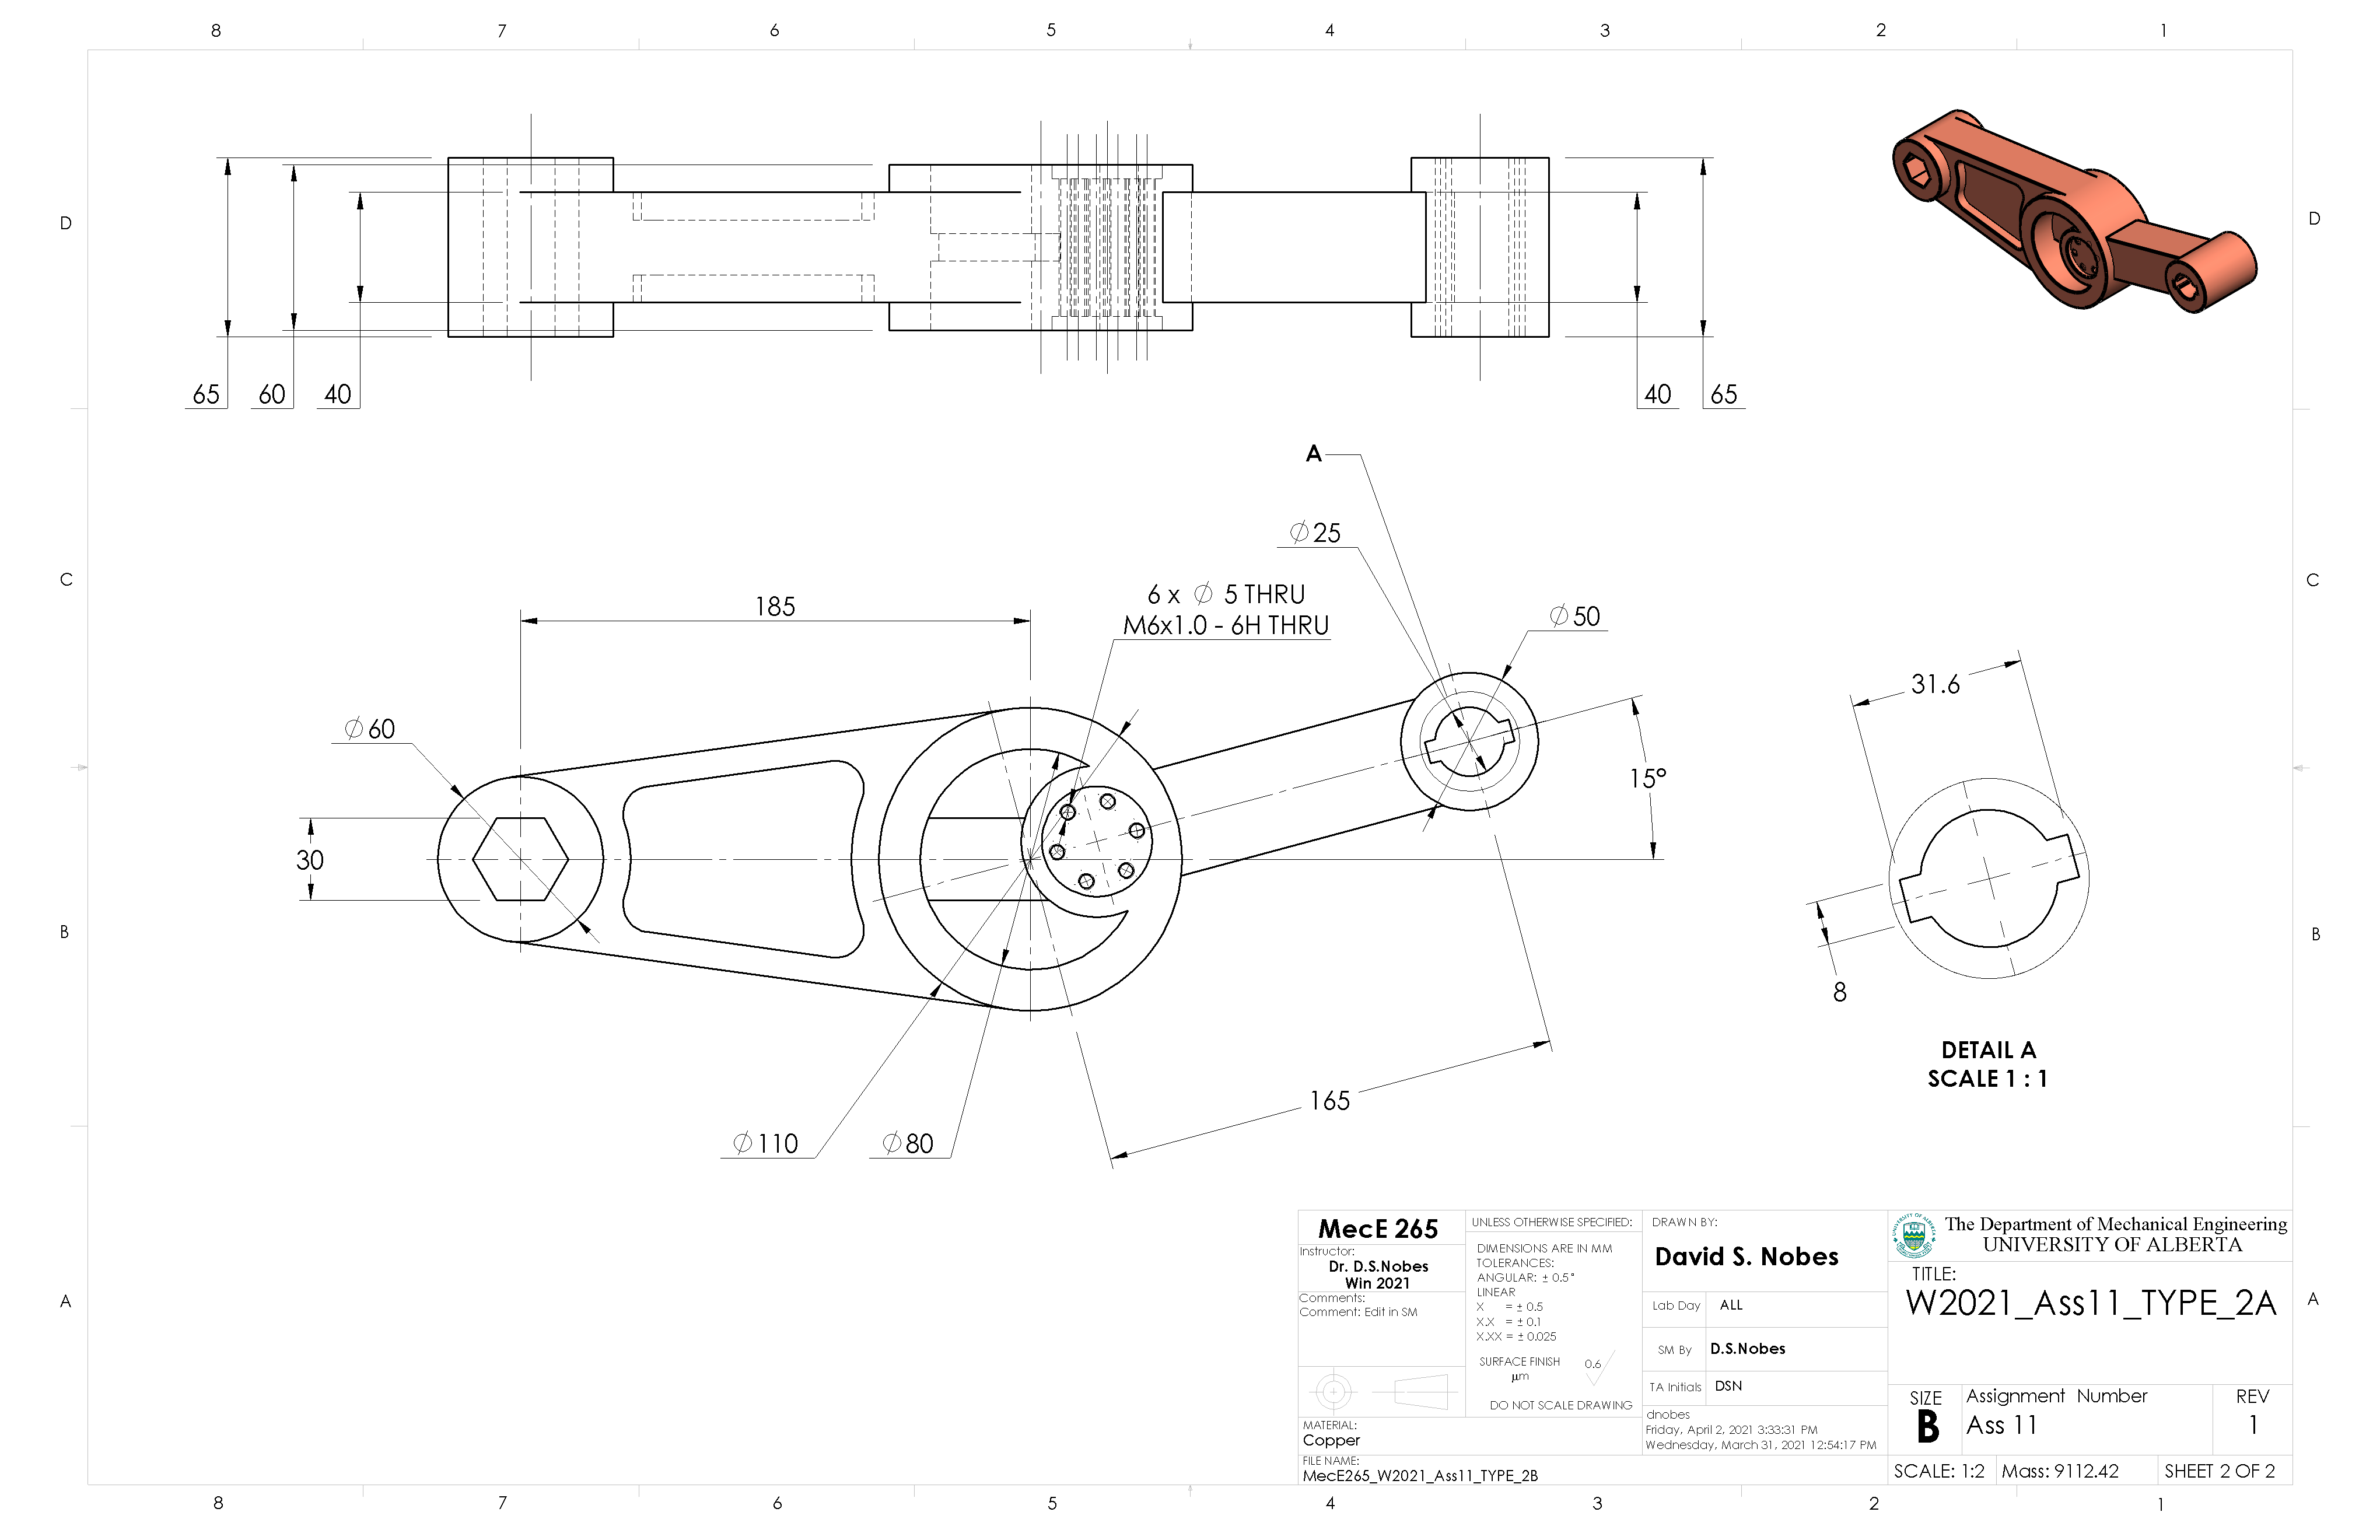 8 7 6 5 4 3 2 1
D D
65 60 40 40 65
A
⌀25
C C
6 x ⌀ 5 THRU
M6x1.0 - 6H THRU
185
⌀50
31.6
⌀60
15°
30
B B
8
DETAIL A
SCALE 1 : 1
165
⌀110
⌀80
MecE 265
Instructor:
Dr. D.S.Nobes
Win 2021
Comments:
Comment: Edit in SM
MATERIAL:
Copper
FILE NAME:
MecE265_W2021_Ass11_TYPE_2B
UNLESS OTHERWISE SPECIFIED:
DIMENSIONS ARE IN MM
TOLERANCES:
ANGULAR: ± 0.5°
LINEAR
X = ± 0.5
X.X = ± 0.1
X.XX = ± 0.025
SURFACE FINISH 0.6
µm
DO NOT SCALE DRAWING
DRAWN BY:
David S. Nobes
Lab Day ALL
SM By D.S.Nobes
TA Initials DSN
dnobes
Friday, April 2, 2021 3:33:31 PM
Wednesday, March 31, 2021 12:54:17 PM
The Department of Mechanical Engineering
UNIVERSITY OF ALBERTA
TITLE:
W2021_Ass11_TYPE_2A
SIZE
B
Assignment Number
Ass 11
REV
1
SCALE: 1:2 Mass: 9112.42 SHEET 2 OF 2
A A
8 7 6 5 4 3 2 1